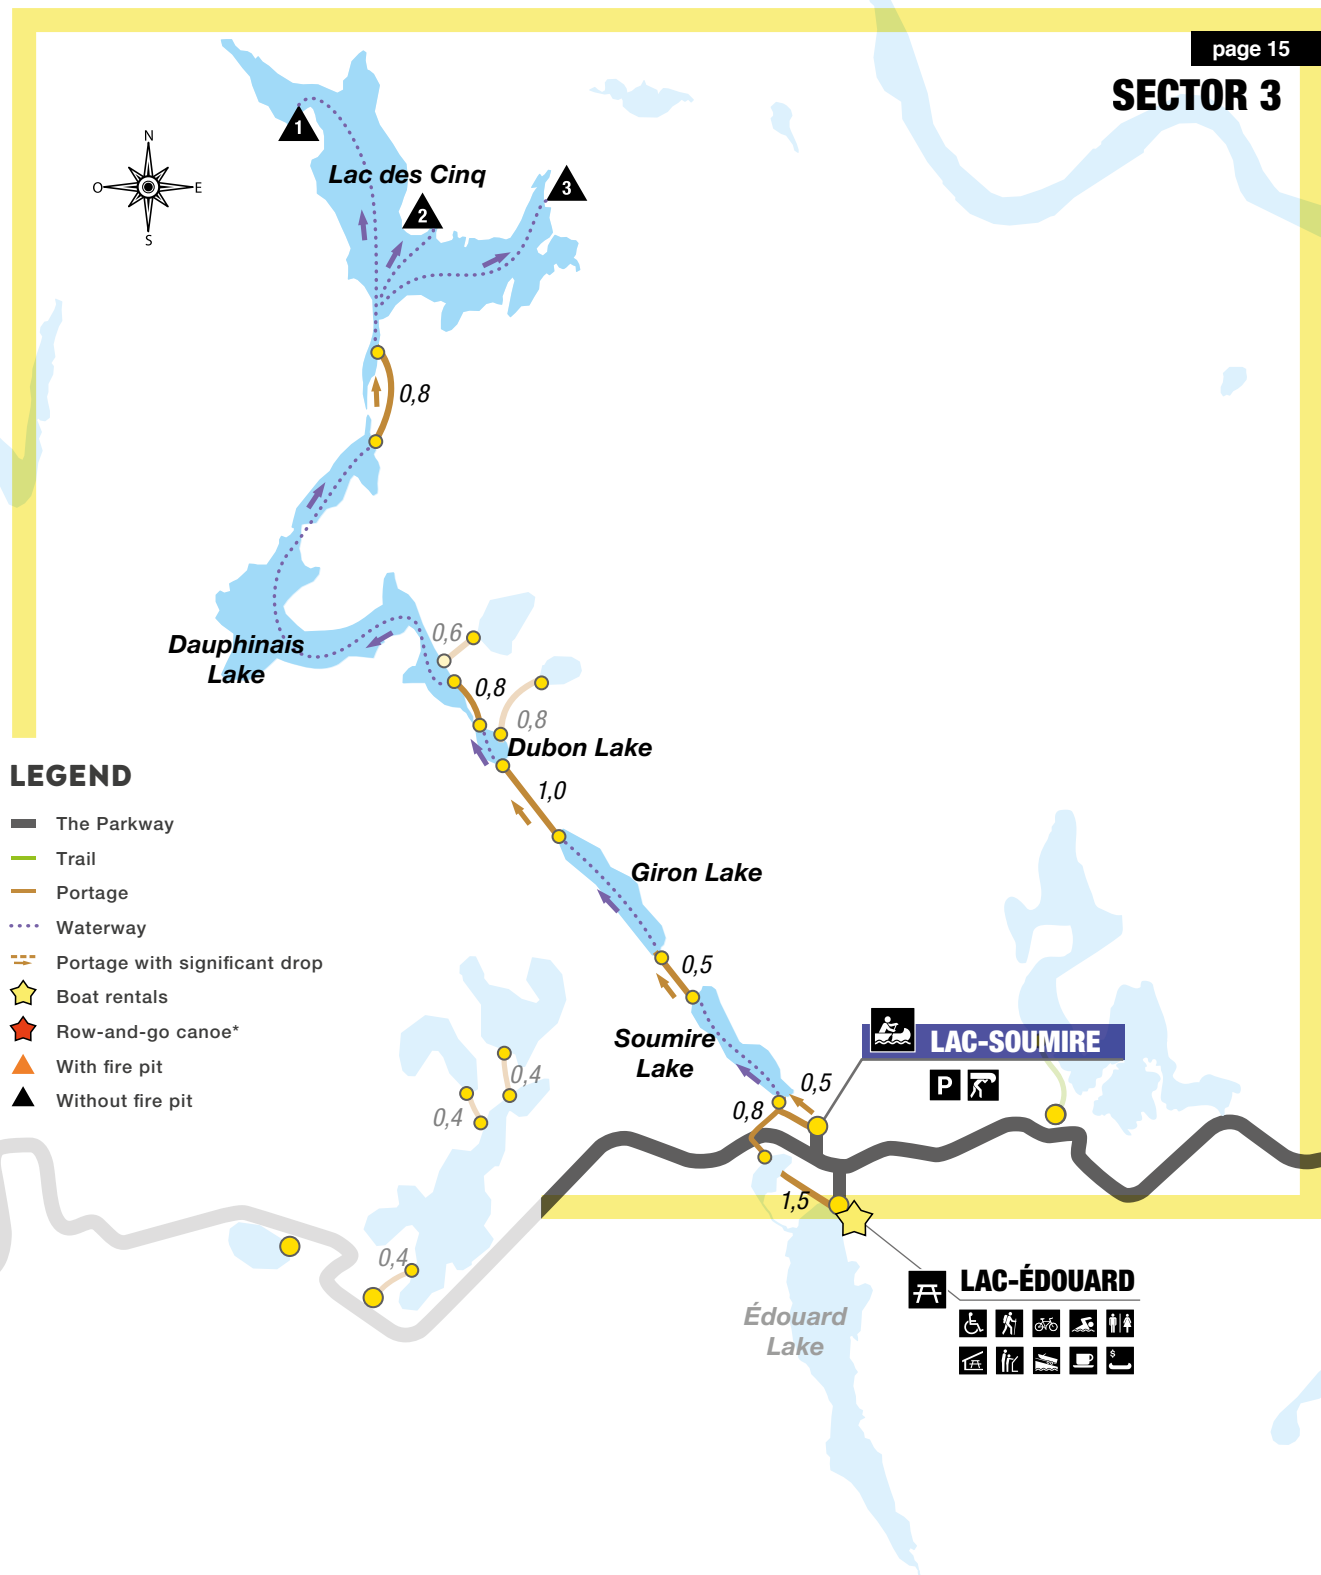 page 15
SECTOR 3
N
O
E
S
1
Lac des Cinq
2
3
0,8
Dauphinais
Lake
0,6
0,8
0,8
Dubon Lake
1,0
Giron Lake
0,5
Soumire
Lake
LAC-SOUMIRE
P
0,5
0,8
1,5
0,4
0,4
0,4
Édouard
Lake
LAC-ÉDOUARD
$
LEGEND
The Parkway
Trail
Portage
Waterway
Portage with significant drop
Boat rentals
Row-and-go canoe*
With fire pit
Without fire pit